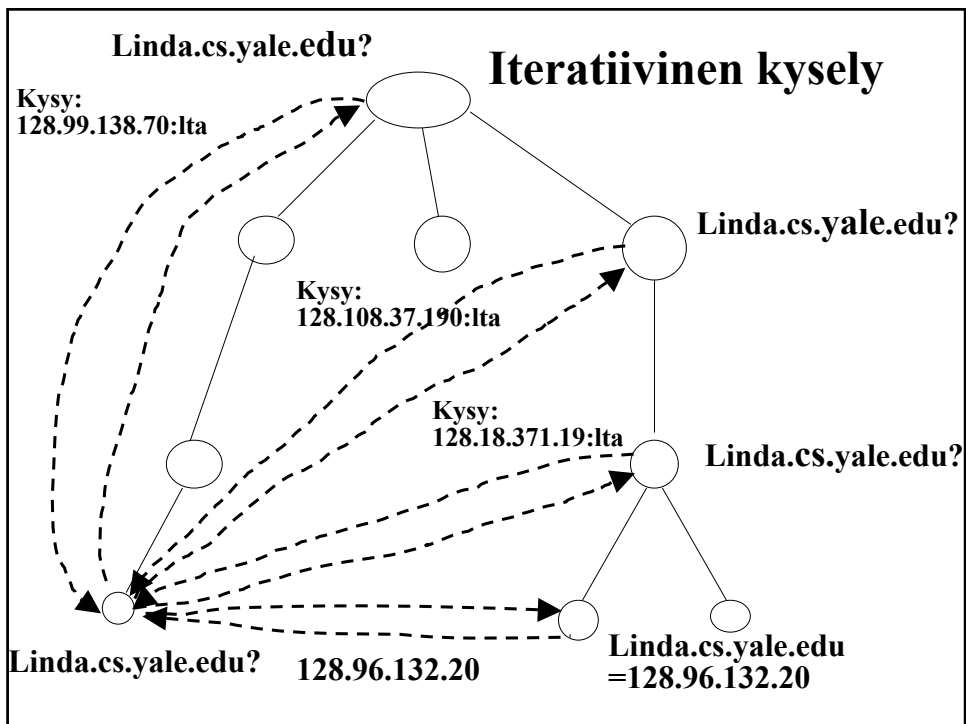 Linda.cs.yale.edu?
Iteratiivinen kysely
Kysy:
128.99.138.70:lta
Linda.cs.yale.edu?
Kysy:
128.108.37.190:lta
Kysy:
128.18.371.19:lta
Linda.cs.yale.edu?
Linda.cs.yale.edu?
128.96.132.20
Linda.cs.yale.edu
=128.96.132.20